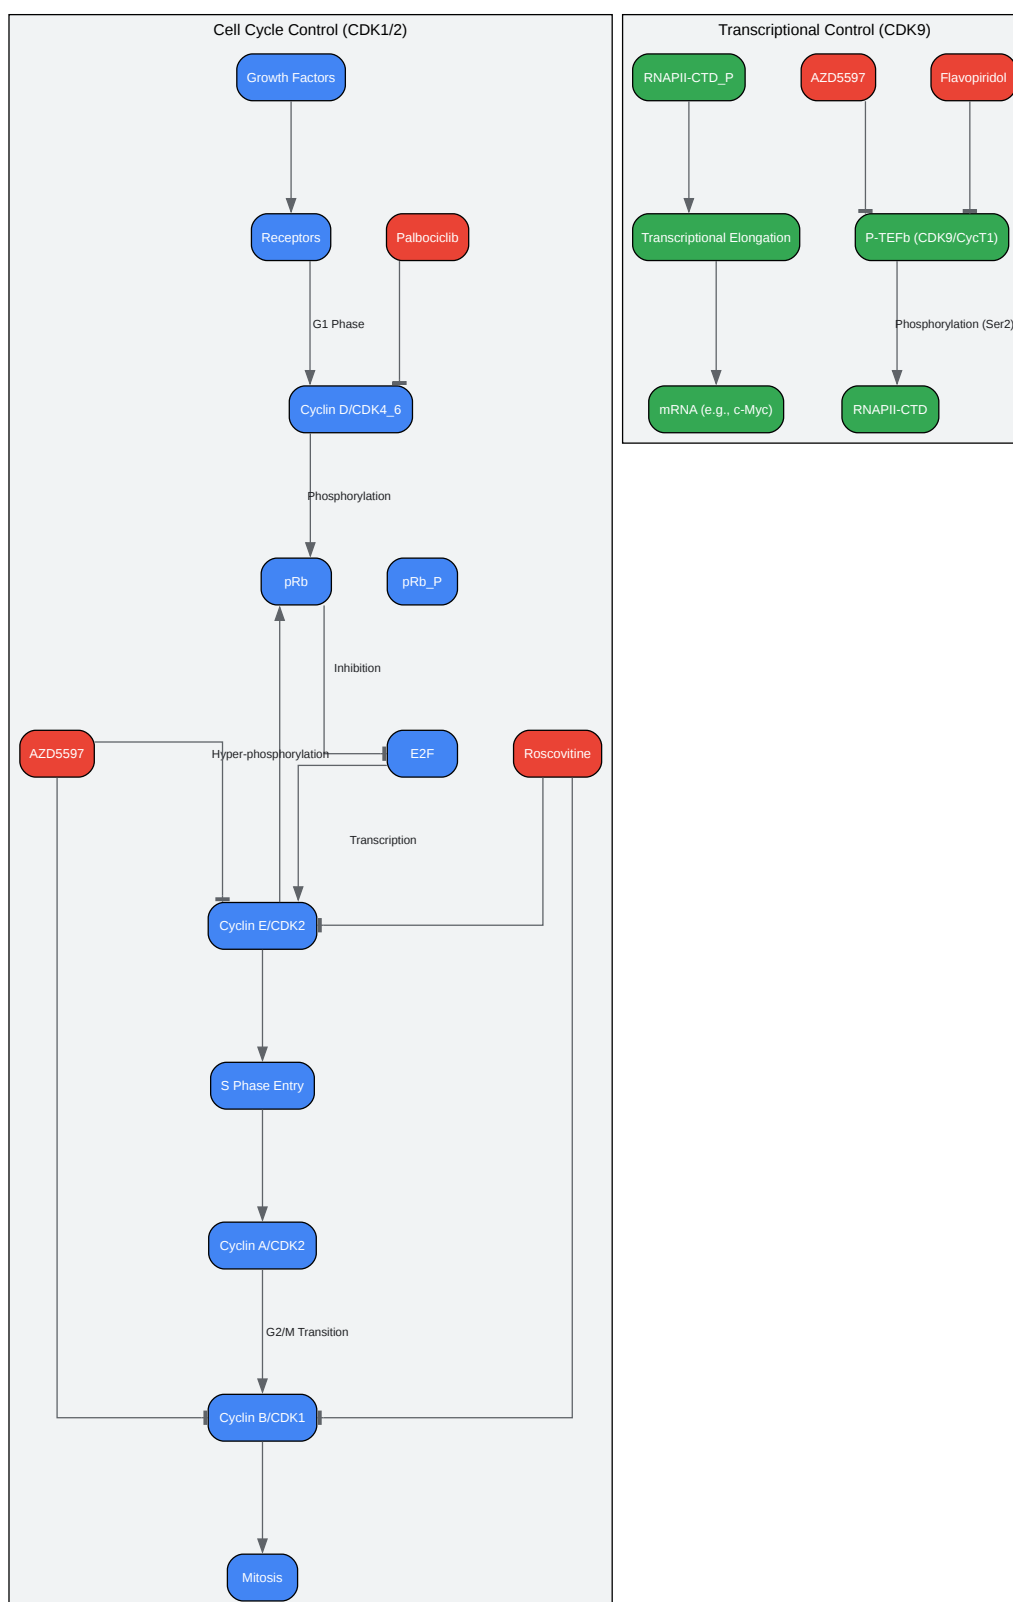 Cell Cycle Control (CDK1/2)
Growth Factors
Receptors
Palbociclib
G1 Phase
Cyclin D/CDK4_6
Phosphorylation
pRb
pRb_P
Inhibition
AZD5597
Hyper-phosphorylation
E2F
Roscovitine
Transcription
Cyclin E/CDK2
S Phase Entry
Cyclin A/CDK2
G2/M Transition
Cyclin B/CDK1
Mitosis
Transcriptional Control (CDK9)
RNAPII-CTD_P
AZD5597
Flavopiridol
Transcriptional Elongation
P-TEFb (CDK9/CycT1)
Phosphorylation (Ser2)
mRNA (e.g., c-Myc)
RNAPII-CTD